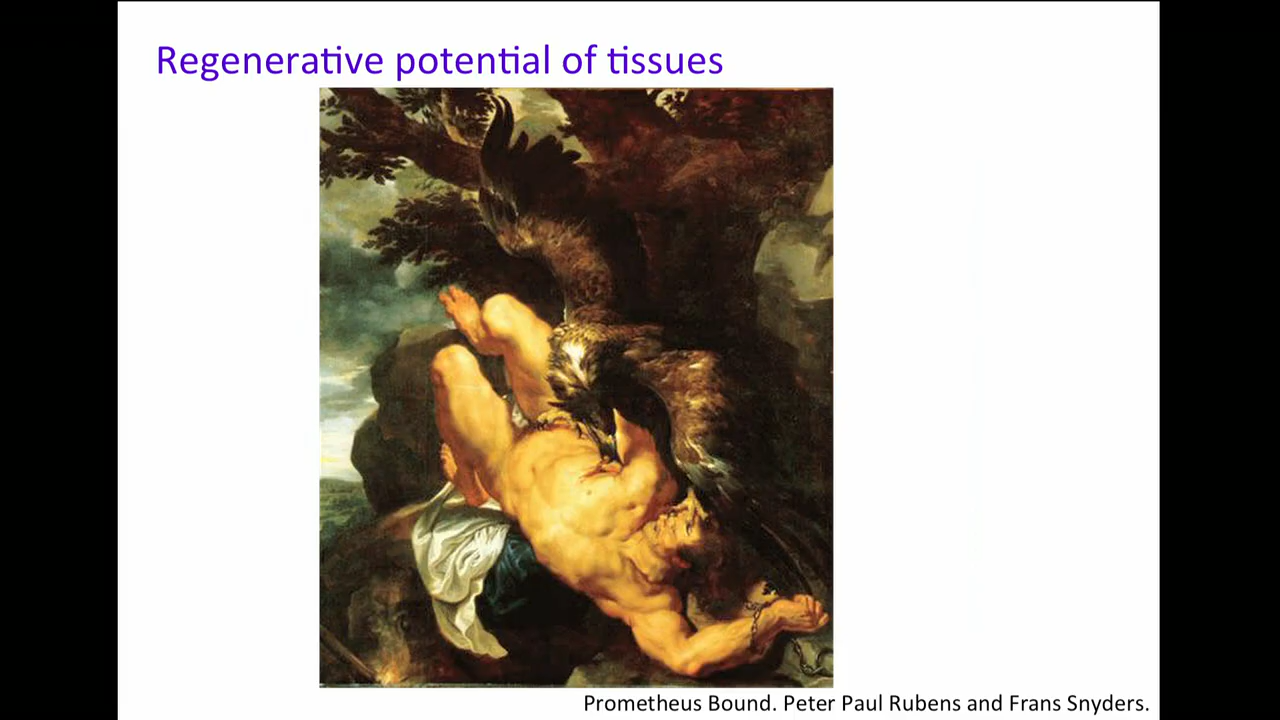 Regenerative potential of tissues
Prometheus Bound. Peter Paul Rubens and Frans Snyders.